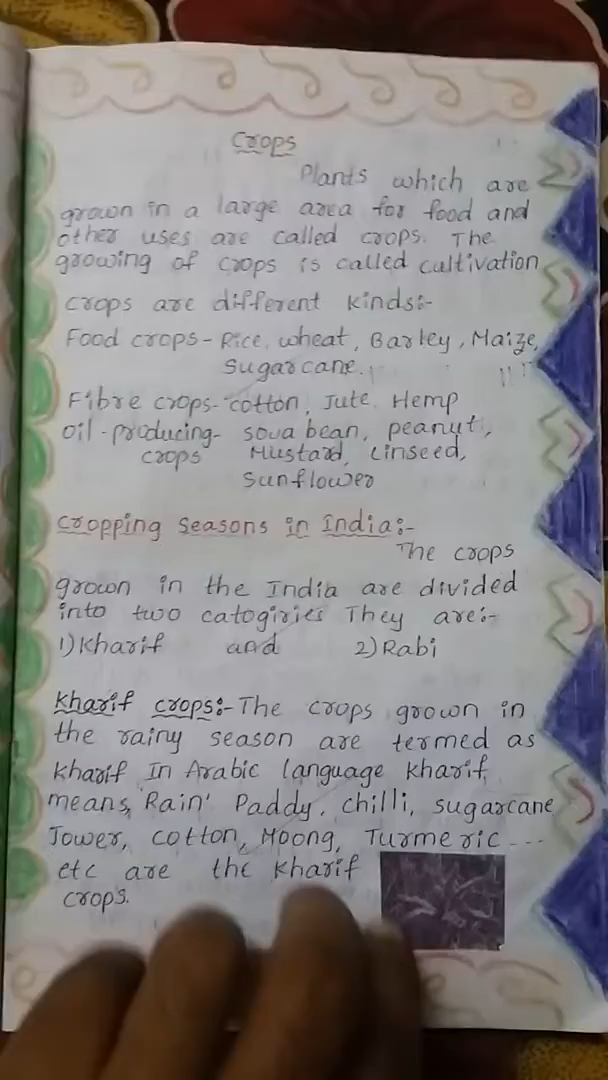 Crops
Plants which are
grown in a large area for food and
other uses are called crops. The
growing of crops is called cultivation
crops are different kinds:-
Food crops - Rice, wheat, Barley, Maize,
Sugarcane.
Fibre crops - cotton, Jute, Hemp
Oil-producing - soua bean, peanut,
crops Mustard, Linseed,
Sunflower
Cropping seasons in India:-
The crops
grown in the India are divided
into two catogiries They are:-
1) Kharif and 2) Rabi
Kharif crops:- The crops grown in
the rainy season are termed as
kharif In Arabic language kharif
means, 'Rain' Paddy, chilli, sugarcane
Jower, cotton, Moong, Turmeric ...
etc are the kharif
crops.